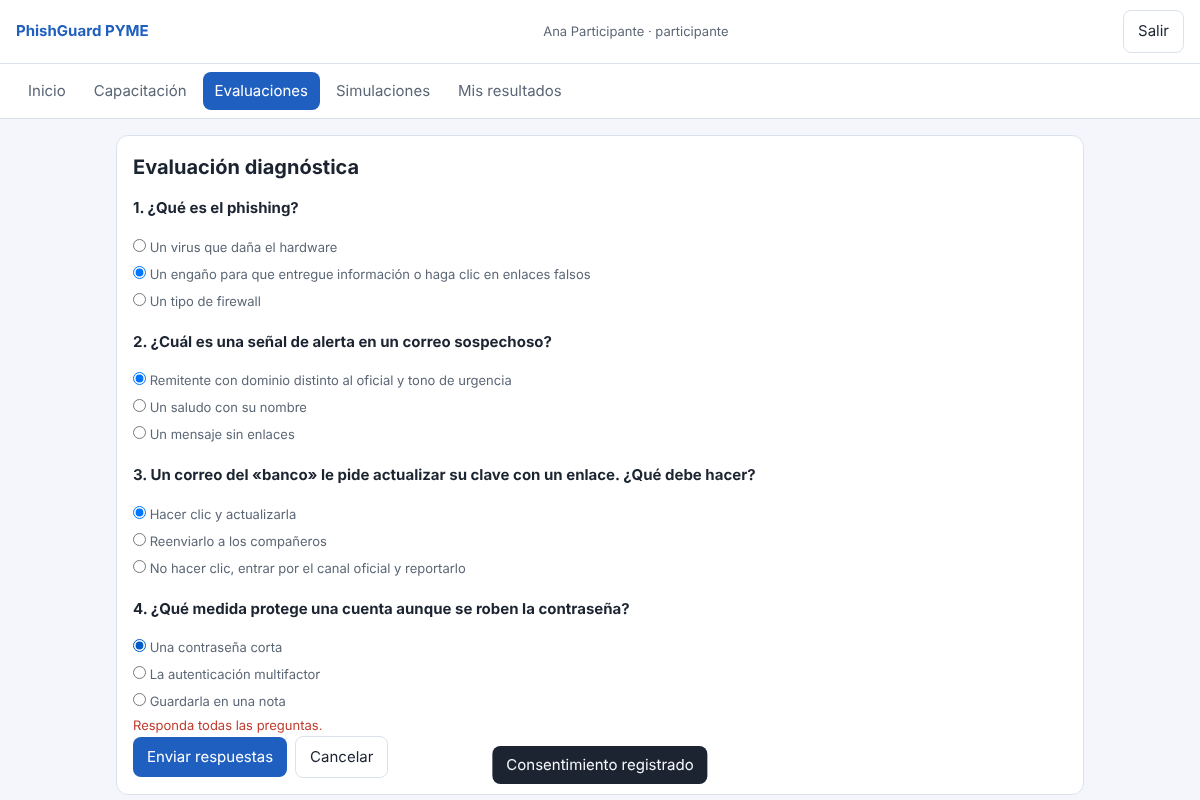 PhishGuard PYME
Ana Participante · participante
Salir
Inicio
Capacitación
Evaluaciones
Simulaciones
Mis resultados
Evaluación diagnóstica
1. ¿Qué es el phishing?
Un virus que daña el hardware
Un engaño para que entregue información o haga clic en enlaces falsos
Un tipo de firewall
2. ¿Cuál es una señal de alerta en un correo sospechoso?
Remitente con dominio distinto al oficial y tono de urgencia
Un saludo con su nombre
Un mensaje sin enlaces
3. Un correo del «banco» le pide actualizar su clave con un enlace. ¿Qué debe hacer?
Hacer clic y actualizarla
Reenviarlo a los compañeros
No hacer clic, entrar por el canal oficial y reportarlo
4. ¿Qué medida protege una cuenta aunque se roben la contraseña?
Una contraseña corta
La autenticación multifactor
Guardarla en una nota
Responda todas las preguntas.
Enviar respuestas
Cancelar
Consentimiento registrado